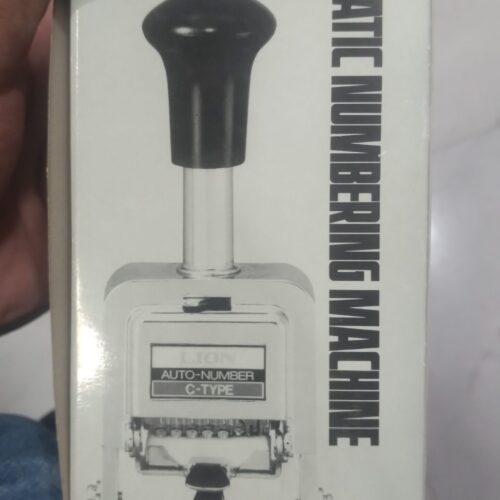 ATIC NUMBERING MACHINE
LION
AUTO-NUMBER
C-TYPE